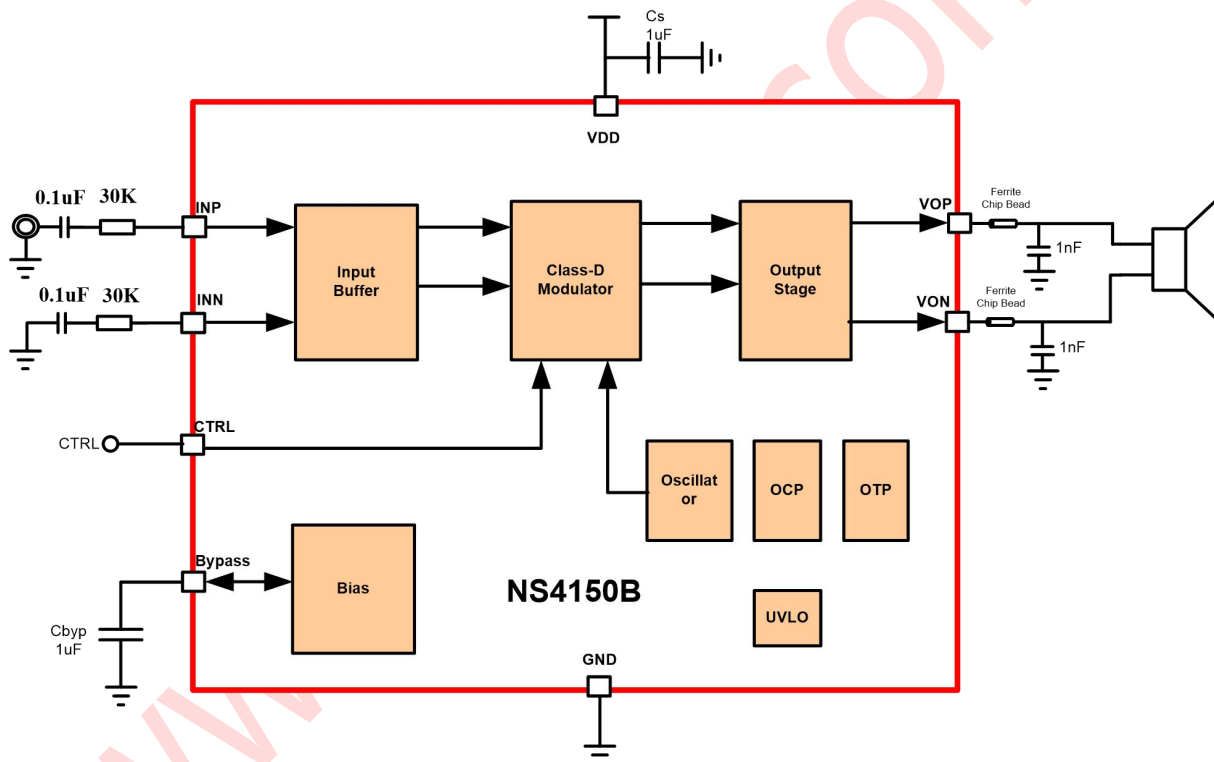 Cs
1uF
VDD
0.1uF
30K
INP
VOP
Ferrite
Chip Bead
1nF
Input
Buffer
Class-D
Modulator
Output
Stage
0.1uF
30K
INN
VON
Ferrite
Chip Bead
1nF
CTRL
CTRL
Oscillat
or
OCP
OTP
Bypass
Bias
NS4150B
UVLO
Cbyp
1uF
GND